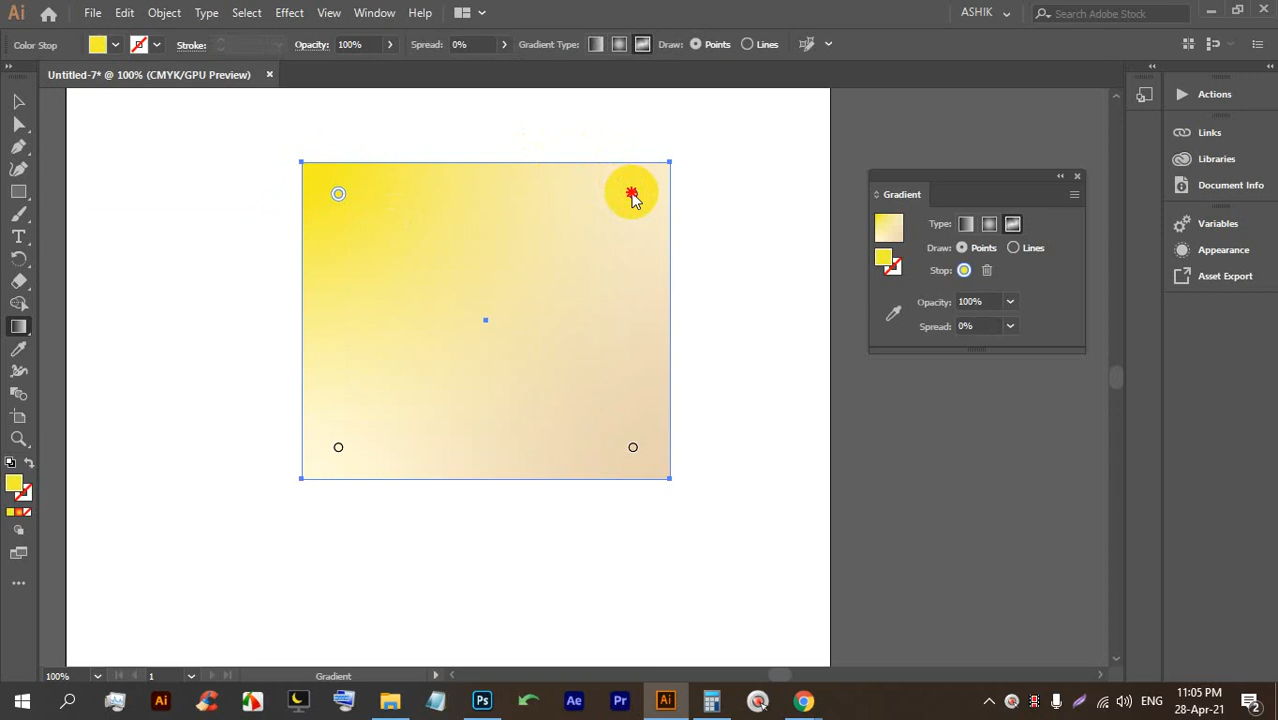 Ai File Edit Object Type Select Effect View Window Help ASHIK Search Adobe Stock
Color Stop Stroke: Opacity: 100% Spread: 0% Gradient Type: Draw: Points Lines
Untitled-7* @ 100% (CMYK/GPU Preview)
Actions
Links
Libraries
Document Info
Variables
Appearance
Asset Export
Gradient
Type:
Draw: Points Lines
Stop:
Opacity: 100%
Spread: 0%
100% 1 Gradient
Ai Ps Ae Pr Ai ENG 11:05 PM
28-Apr-21 2